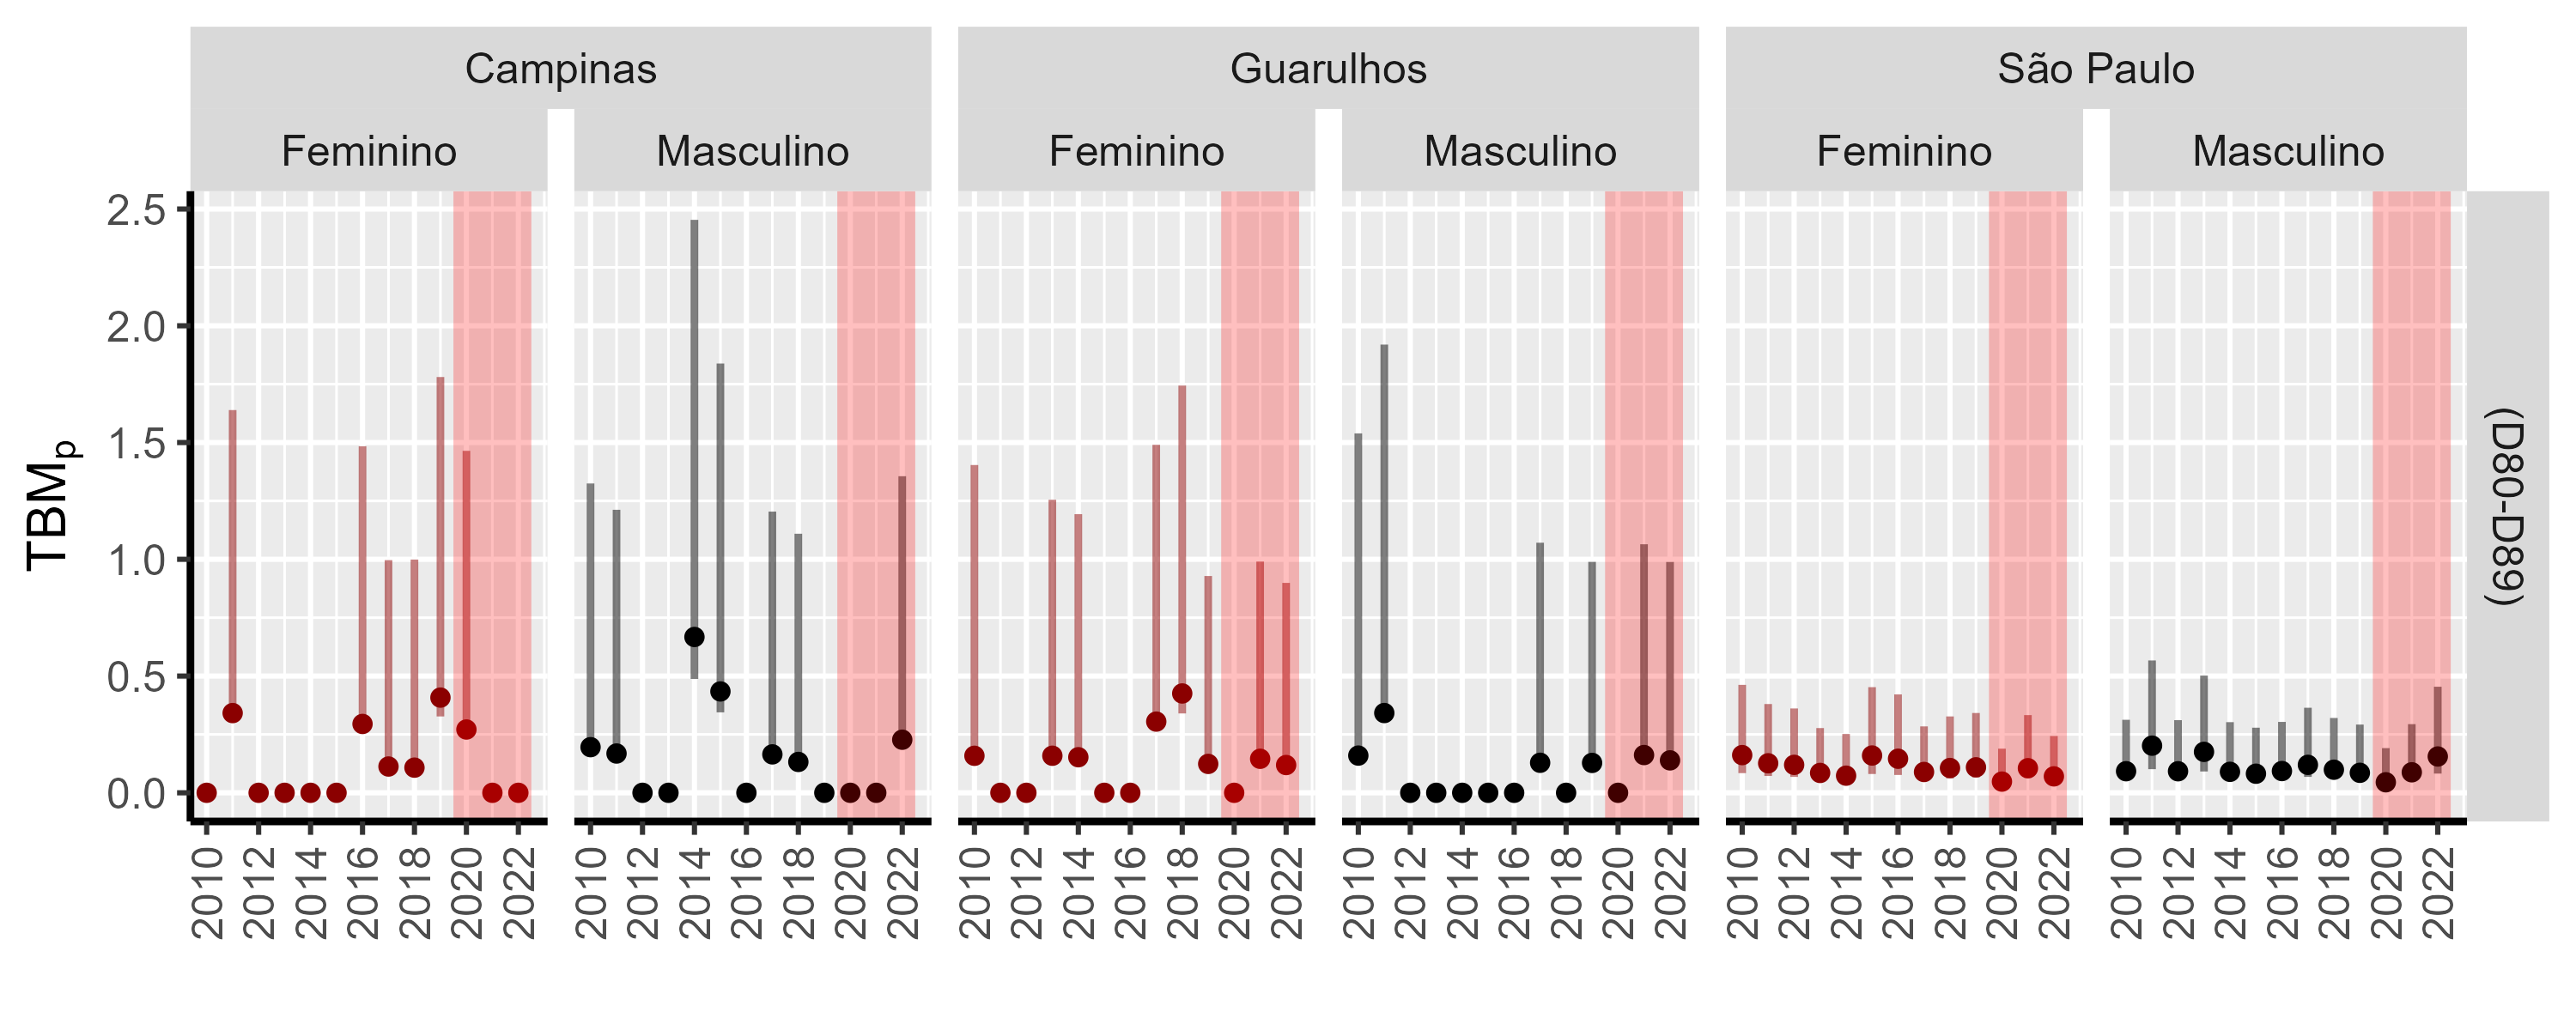 Campinas Guarulhos São Paulo
Feminino Masculino Feminino Masculino Feminino Masculino
2.5
2.0
1.5
1.0
0.5
0.0
TBMp
(D80-D89)
2010 2012 2014 2016 2018 2020 2022 2010 2012 2014 2016 2018 2020 2022 2010 2012 2014 2016 2018 2020 2022 2010 2012 2014 2016 2018 2020 2022 2010 2012 2014 2016 2018 2020 2022 2010 2012 2014 2016 2018 2020 2022